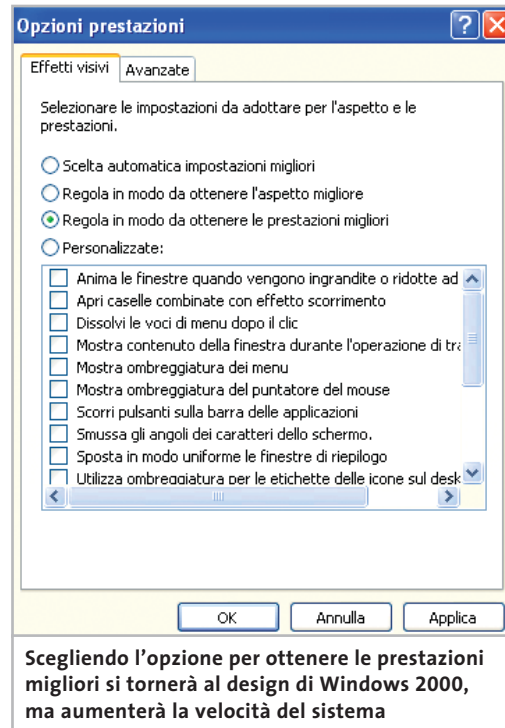 Opzioni prestazioni
Effetti visivi
Avanzate
Selezionare le impostazioni da adottare per l'aspetto e le
prestazioni.
Scelta automatica impostazioni migliori
Regola in modo da ottenere l'aspetto migliore
Regola in modo da ottenere le prestazioni migliori
Personalizzate:
Anima le finestre quando vengono ingrandite o ridotte ad
Apri caselle combinate con effetto scorrimento
Dissolvi le voci di menu dopo il clic
Mostra contenuto della finestra durante l'operazione di tra
Mostra ombreggiatura dei menu
Mostra ombreggiatura del puntatore del mouse
Scorri pulsanti sulla barra delle applicazioni
Smussa gli angoli dei caratteri dello schermo.
Sposta in modo uniforme le finestre di riepilogo
Utilizza ombreggiatura per le etichette delle icone sul desk
OK
Annulla
Applica
Scegliendo l'opzione per ottenere le prestazioni
migliori si tornerà al design di Windows 2000,
ma aumenterà la velocità del sistema